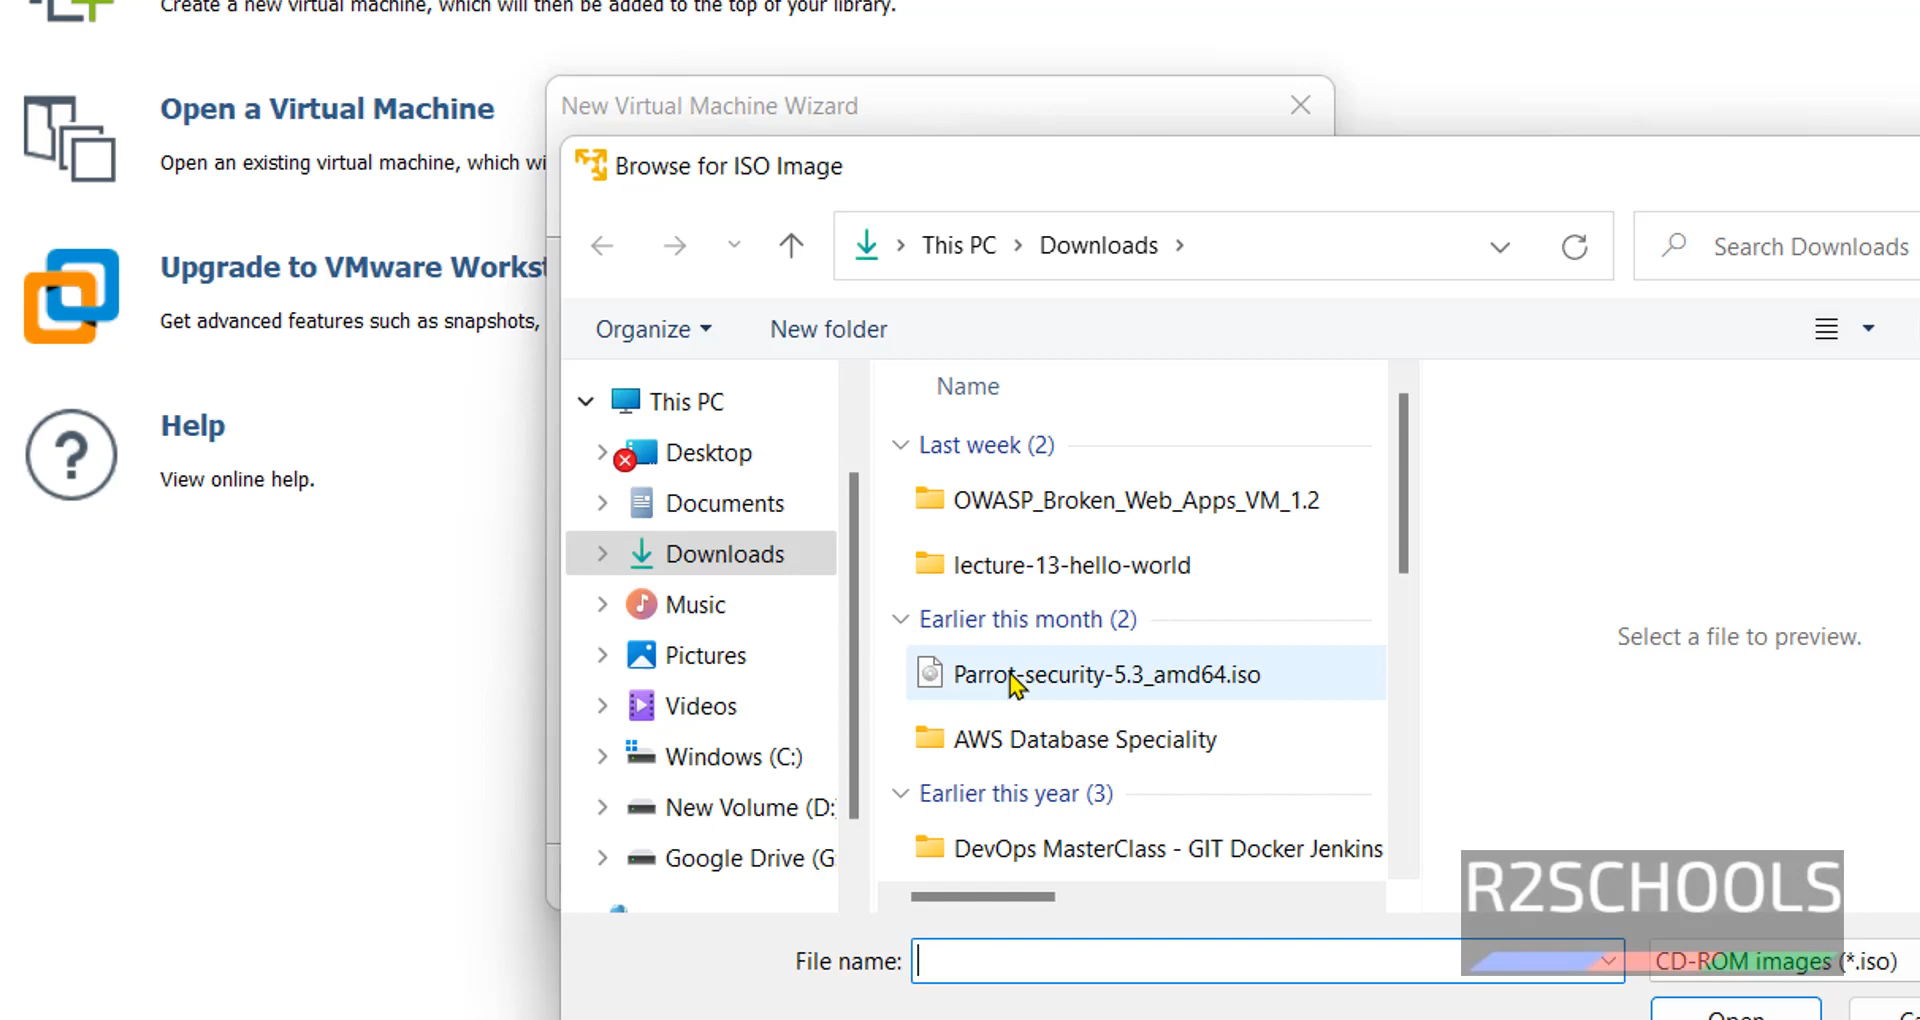 Create a new virtual machine, which will then be added to the top of your library.
Open a Virtual Machine
Open an existing virtual machine, which wi
Upgrade to VMware Workst
Get advanced features such as snapshots,
Help
View online help.
New Virtual Machine Wizard
Browse for ISO Image
This PC
Downloads
Search Downloads
Organize
New folder
This PC
Desktop
Documents
Downloads
Music
Pictures
Videos
Windows (C:)
New Volume (D:
Google Drive (G
Name
Last week (2)
OWASP_Broken_Web_Apps_VM_1.2
lecture-13-hello-world
Earlier this month (2)
Parrot-security-5.3_amd64.iso
AWS Database Speciality
Earlier this year (3)
DevOps MasterClass - GIT Docker Jenkins
Select a file to preview.
R2SCHOOLS
File name:
CD-ROM images (*.iso)
Open